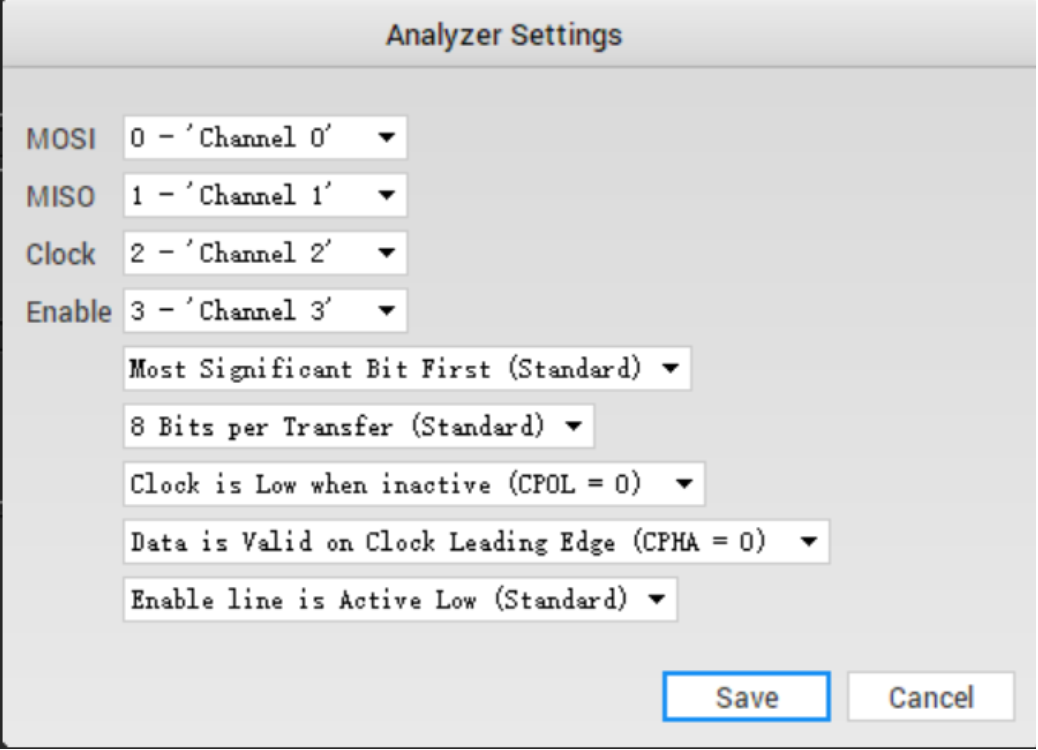 Analyzer Settings
MOSI 0 - 'Channel 0'
MISO 1 - 'Channel 1'
Clock 2 - 'Channel 2'
Enable 3 - 'Channel 3'
Most Significant Bit First (Standard)
8 Bits per Transfer (Standard)
Clock is Low when inactive (CPOL = 0)
Data is Valid on Clock Leading Edge (CPHA = 0)
Enable line is Active Low (Standard)
Save Cancel